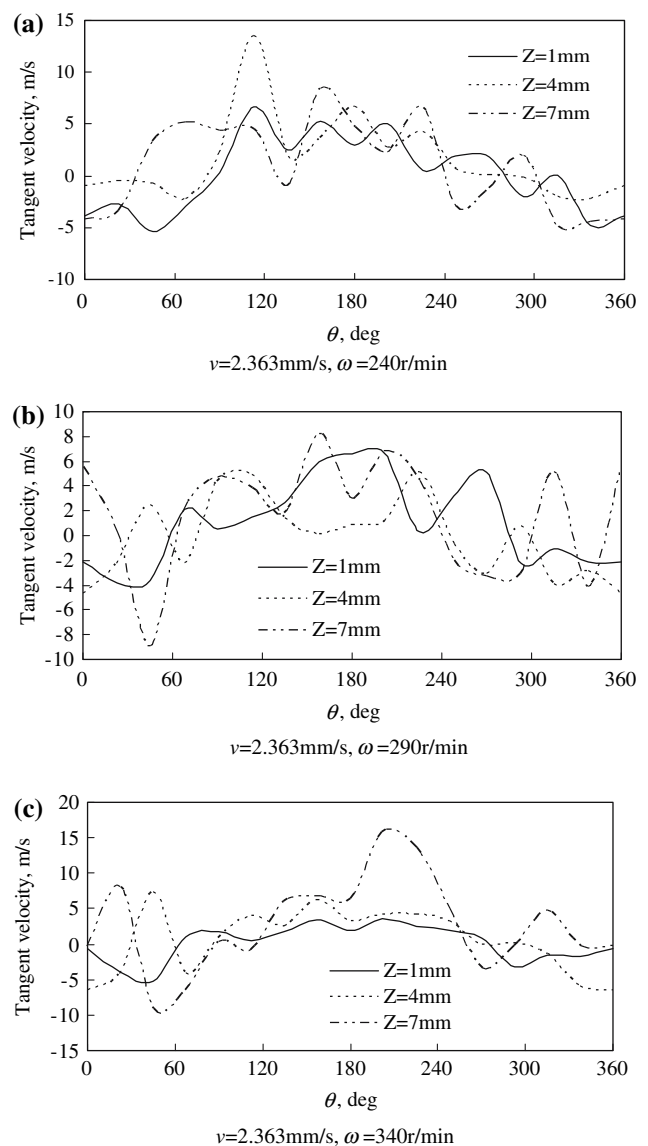 (a)
15
10
5
0
-5
-10
Tangent velocity, m/s
Z=1mm
Z=4mm
Z=7mm
0 60 120 180 240 300 360
θ, deg
v=2.363mm/s, ω=240r/min
(b)
10
8
6
4
2
0
-2
-4
-6
-8
-10
Tangent velocity, m/s
Z=1mm
Z=4mm
Z=7mm
0 60 120 180 240 300 360
θ, deg
v=2.363mm/s, ω=290r/min
(c)
20
15
10
5
0
-5
-10
-15
Tangent velocity, m/s
Z=1mm
Z=4mm
Z=7mm
0 60 120 180 240 300 360
θ, deg
v=2.363mm/s, ω=340r/min